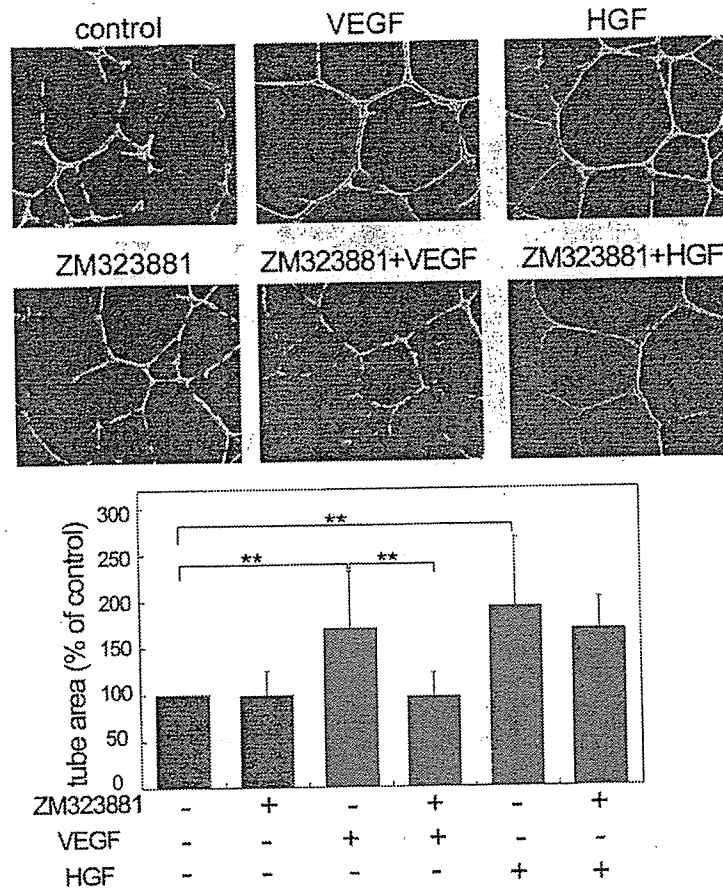 control VEGF HGF
ZM323881 ZM323881+VEGF ZM323881+HGF
tube area (% of control)
300
250
200
150
100
50
0
**
** **
ZM323881 - + - + - +
VEGF - - + + - -
HGF - - - - + +